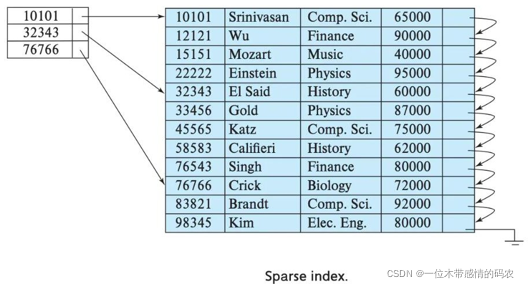 10101
32343
76766
10101 Srinivasan Comp. Sci. 65000
12121 Wu Finance 90000
15151 Mozart Music 40000
22222 Einstein Physics 95000
32343 El Said History 60000
33456 Gold Physics 87000
45565 Katz Comp. Sci. 75000
58583 Califieri History 62000
76543 Singh Finance 80000
76766 Crick Biology 72000
83821 Brandt Comp. Sci. 92000
98345 Kim Elec. Eng. 80000
Sparse index.
CSDN @一位木带感情的码农